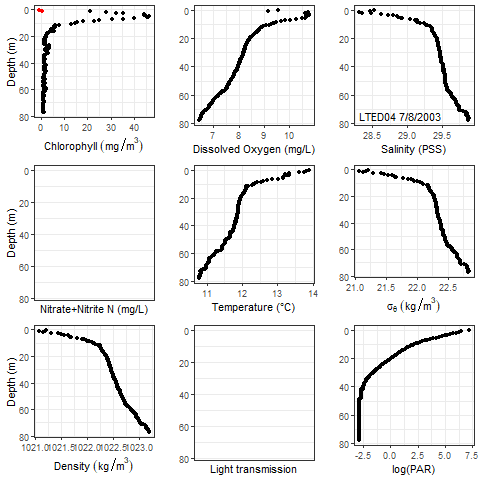 Depth (m)
0
20
40
60
80
0 10 20 30 40
Chlorophyll (mg/m³)
0
20
40
60
80
7 8 9 10
Dissolved Oxygen (mg/L)
0
20
40
60
80
LTED04 7/8/2003
28.5 29.0 29.5
Salinity (PSS)
Depth (m)
Nitrate+Nitrite N (mg/L)
0
20
40
60
80
11 12 13 14
Temperature (°C)
0
20
40
60
80
21.0 21.5 22.0 22.5
σθ (kg/m³)
Depth (m)
0
20
40
60
80
1021.0 1021.5 1022.0 1022.5 1023.0
Density (kg/m³)
0
20
40
60
80
Light transmission
0
20
40
60
80
-2.5 0.0 2.5 5.0 7.5
log(PAR)